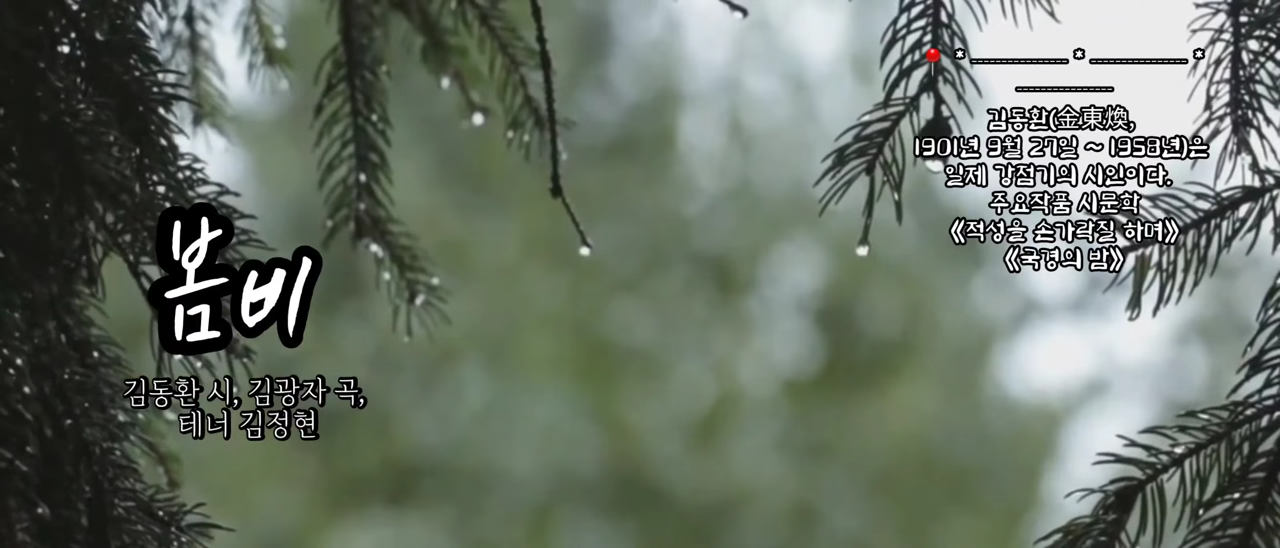 봄비
김동환 시, 김광자 곡,
테너 김정현
* ---------------- * ---------------- *
----------------
김동환(金東煥,
1901년 9월 27일 ~ 1958년)은
일제 강점기의 시인이다.
주요작품 시문학
《적성을 손가락질 하며》
《국경의 밤》